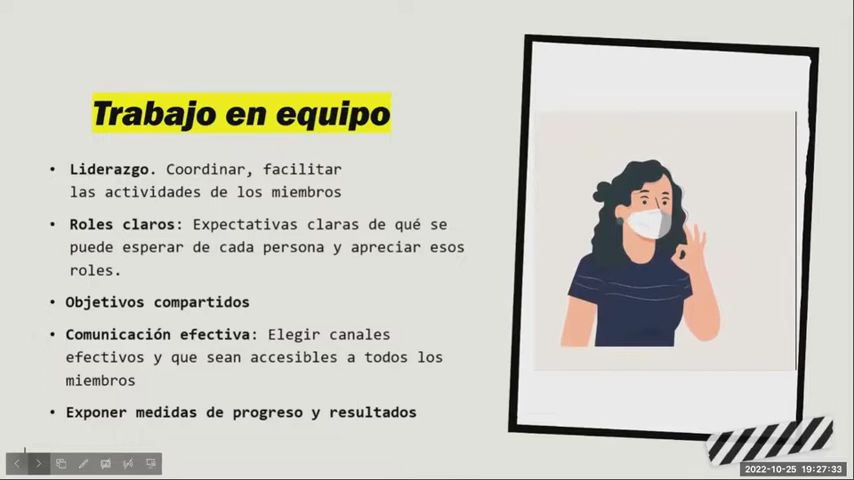 Trabajo en equipo
• Liderazgo. Coordinar, facilitar
las actividades de los miembros
• Roles claros: Expectativas claras de qué se
puede esperar de cada persona y apreciar esos
roles.
• Objetivos compartidos
• Comunicación efectiva: Elegir canales
efectivos y que sean accesibles a todos los
miembros
• Exponer medidas de progreso y resultados
2022-10-25 19:27:33